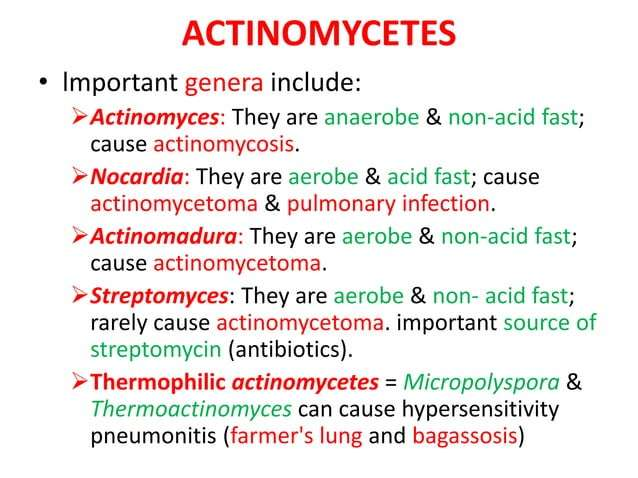 ACTINOMYCETES
• Important genera include:
➢Actinomyces: They are anaerobe & non-acid fast;
cause actinomycosis.
➢Nocardia: They are aerobe & acid fast; cause
actinomycetoma & pulmonary infection.
➢Actinomadura: They are aerobe & non-acid fast;
cause actinomycetoma.
➢Streptomyces: They are aerobe & non- acid fast;
rarely cause actinomycetoma. important source of
streptomycin (antibiotics).
➢Thermophilic actinomycetes = Micropolyspora &
Thermoactinomyces can cause hypersensitivity
pneumonitis (farmer's lung and bagassosis)